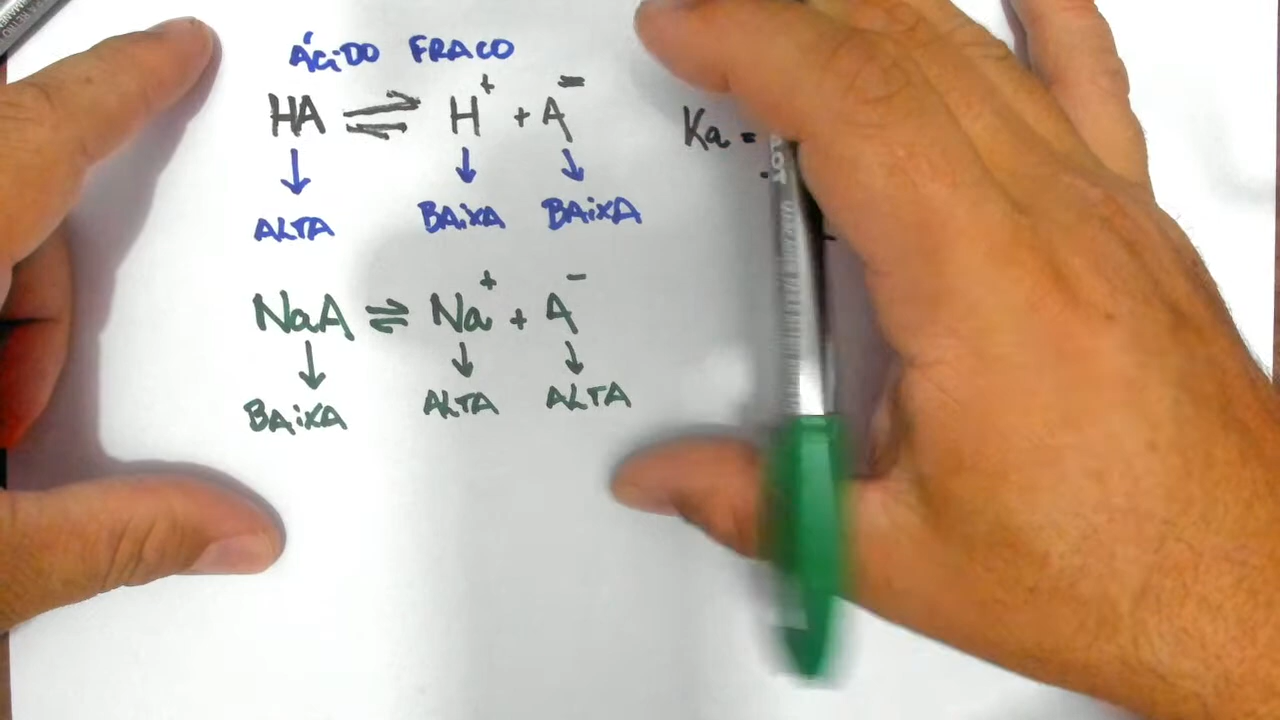 ÁCiDO FRACO
HA ⇌ H⁺ + A⁻ Ka =
↓ ↓ ↓
ALTA BAiXA BAiXA
NaA ⇌ Na⁺ + A⁻
↓ ↓ ↓
BAiXA ALTA ALTA